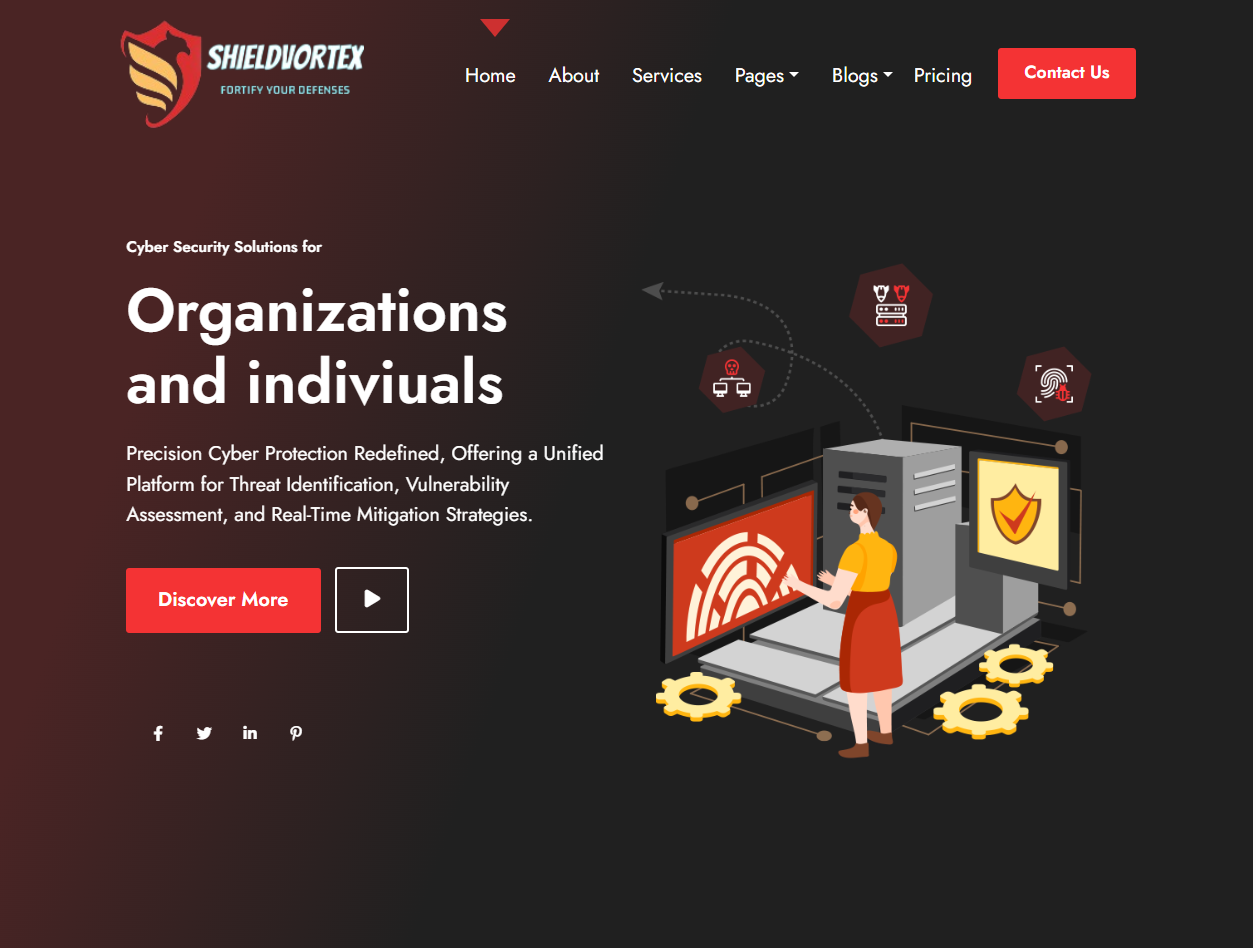 SHIELDVORTEX
FORTIFY YOUR DEFENSES
Home About Services Pages Blogs Pricing Contact Us
Cyber Security Solutions for
Organizations
and indiviuals
Precision Cyber Protection Redefined, Offering a Unified
Platform for Threat Identification, Vulnerability
Assessment, and Real-Time Mitigation Strategies.
Discover More